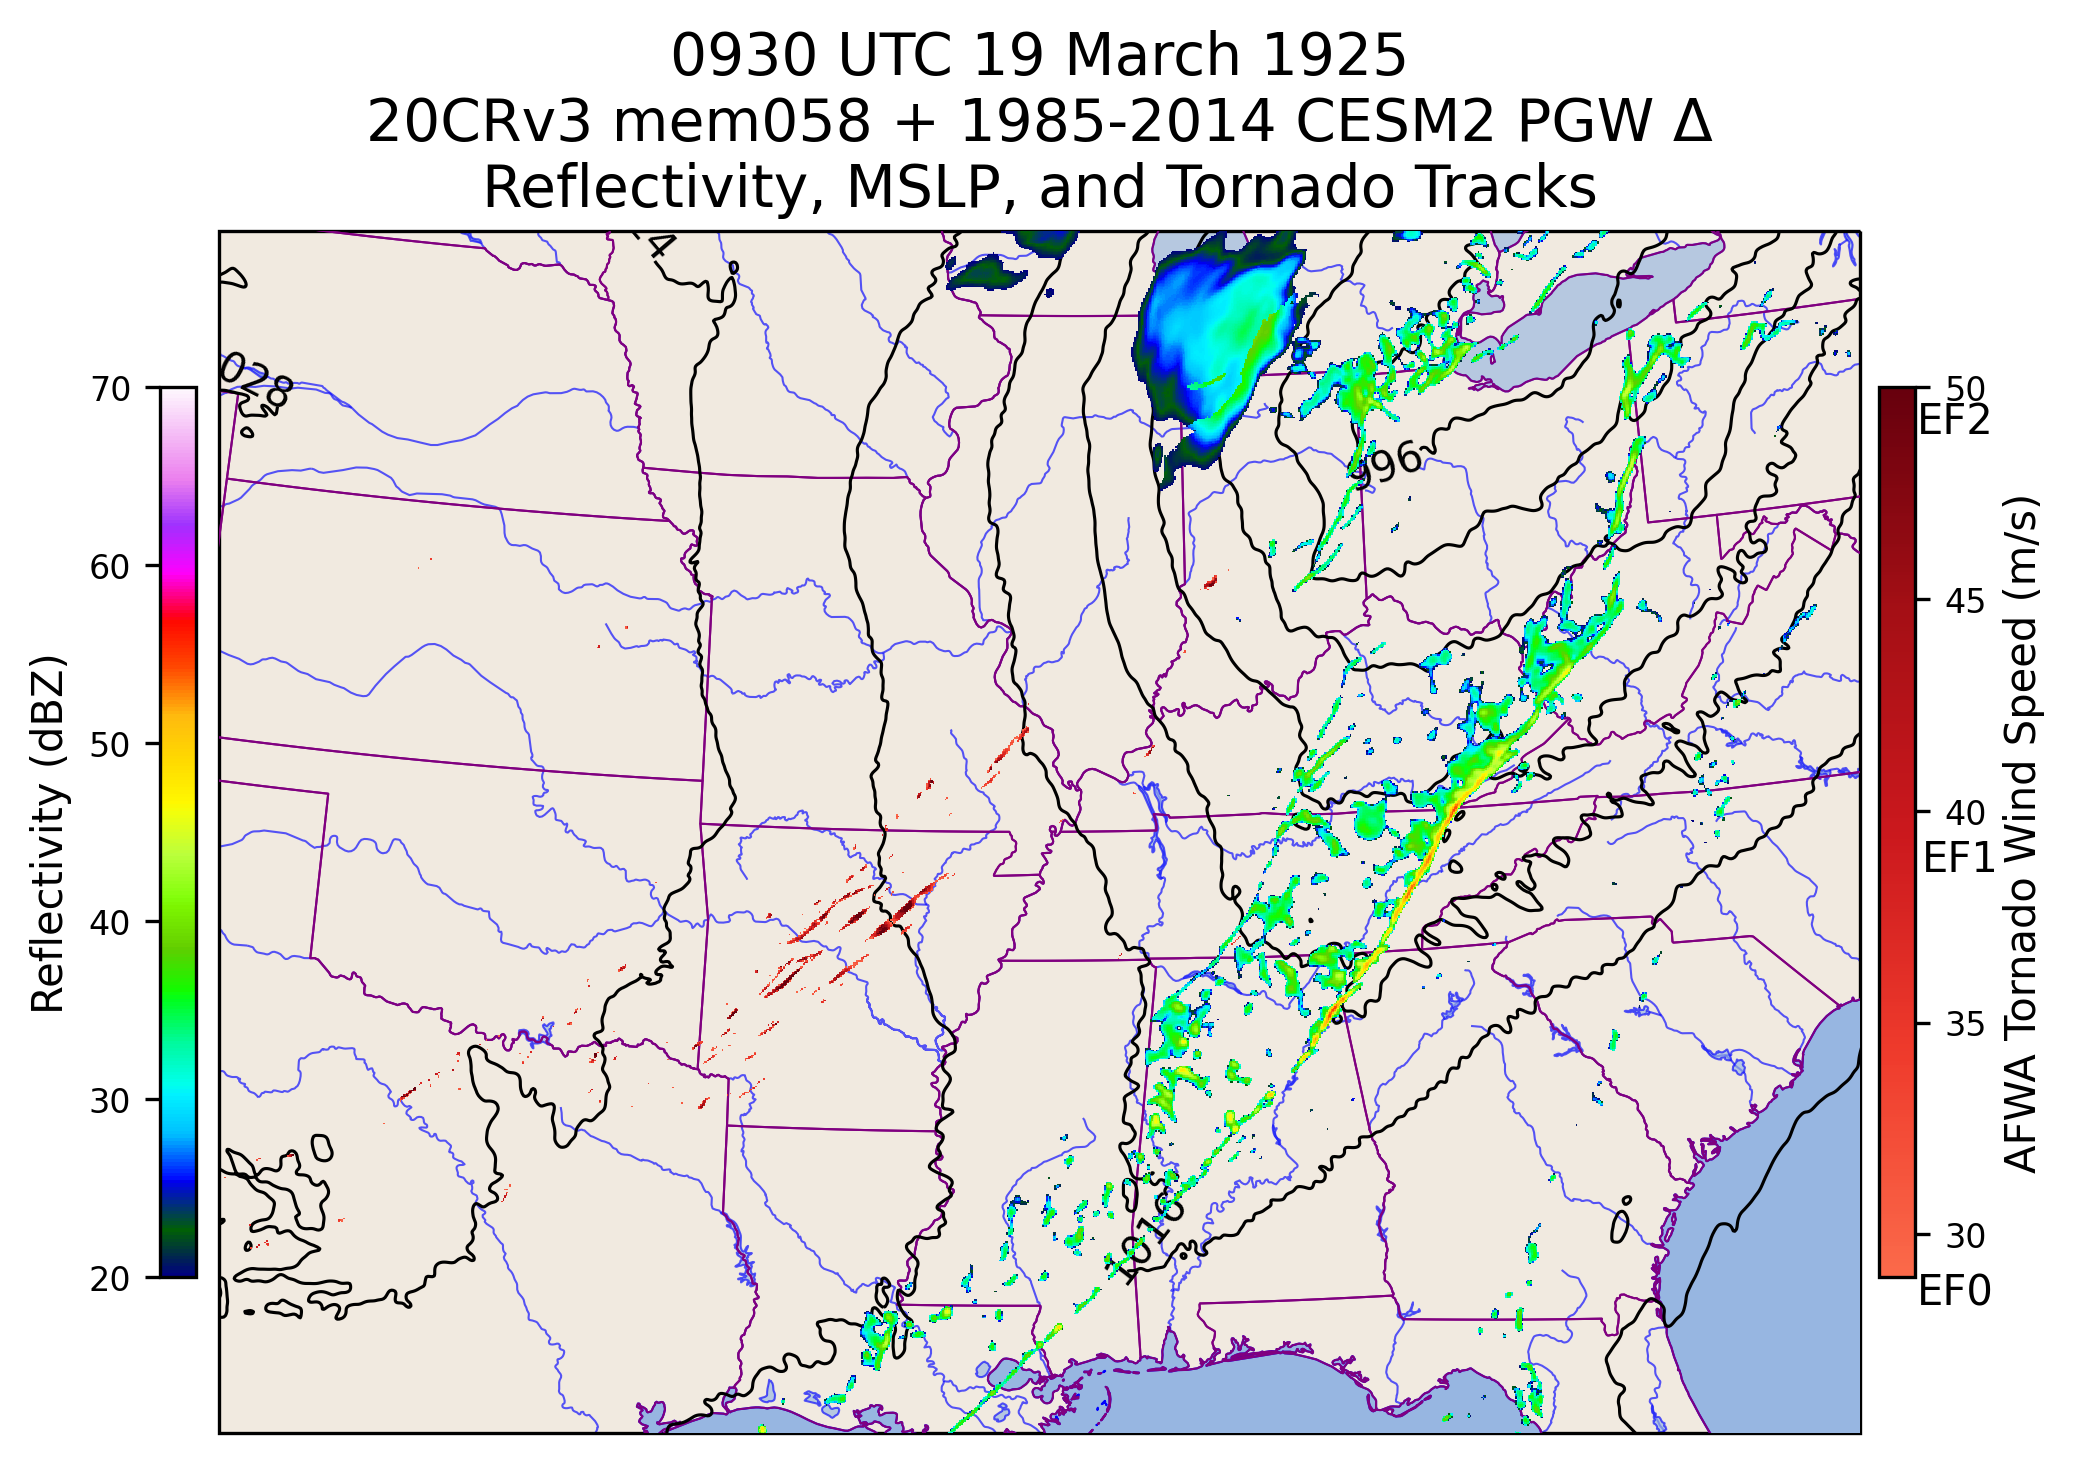 0930 UTC 19 March 1925
20CRv3 mem058 + 1985-2014 CESM2 PGW Δ
Reflectivity, MSLP, and Tornado Tracks
4
028
996
1016
Reflectivity (dBZ)
70
60
50
40
30
20
50
EF2
45
40
EF1
35
30
EF0
AFWA Tornado Wind Speed (m/s)